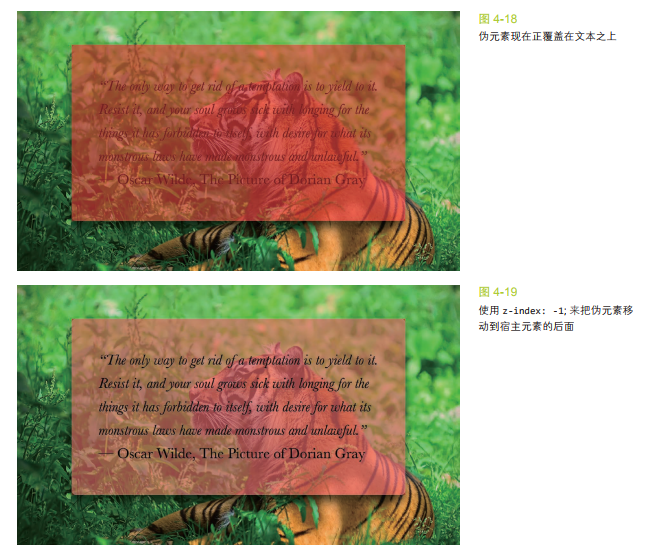 图 4-18
伪元素现在正覆盖在文本之上
“The only way to get rid of a temptation is to yield to it.
Resist it, and your soul grows sick with longing for the
things it has forbidden to itself, with desire for what its
monstrous laws have made monstrous and unlawful.”
— Oscar Wilde, The Picture of Dorian Gray
图 4-19
使用 z-index: -1; 来把伪元素移
动到宿主元素的后面
“The only way to get rid of a temptation is to yield to it.
Resist it, and your soul grows sick with longing for the
things it has forbidden to itself, with desire for what its
monstrous laws have made monstrous and unlawful.”
— Oscar Wilde, The Picture of Dorian Gray